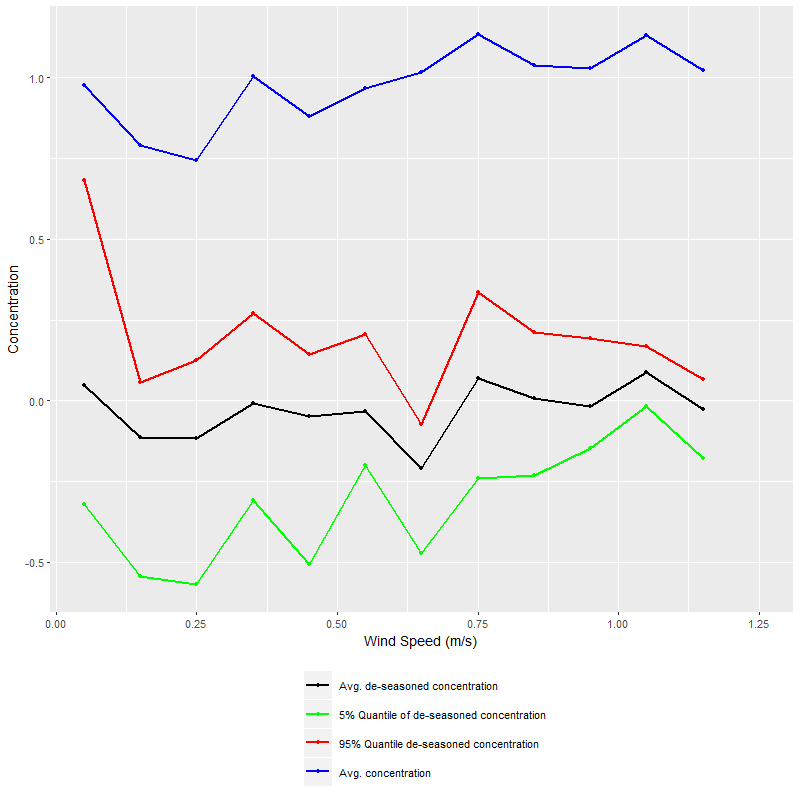 1.0
0.5
0.0
-0.5
Concentration
0.00 0.25 0.50 0.75 1.00 1.25
Wind Speed (m/s)
Avg. de-seasoned concentration
5% Quantile of de-seasoned concentration
95% Quantile de-seasoned concentration
Avg. concentration